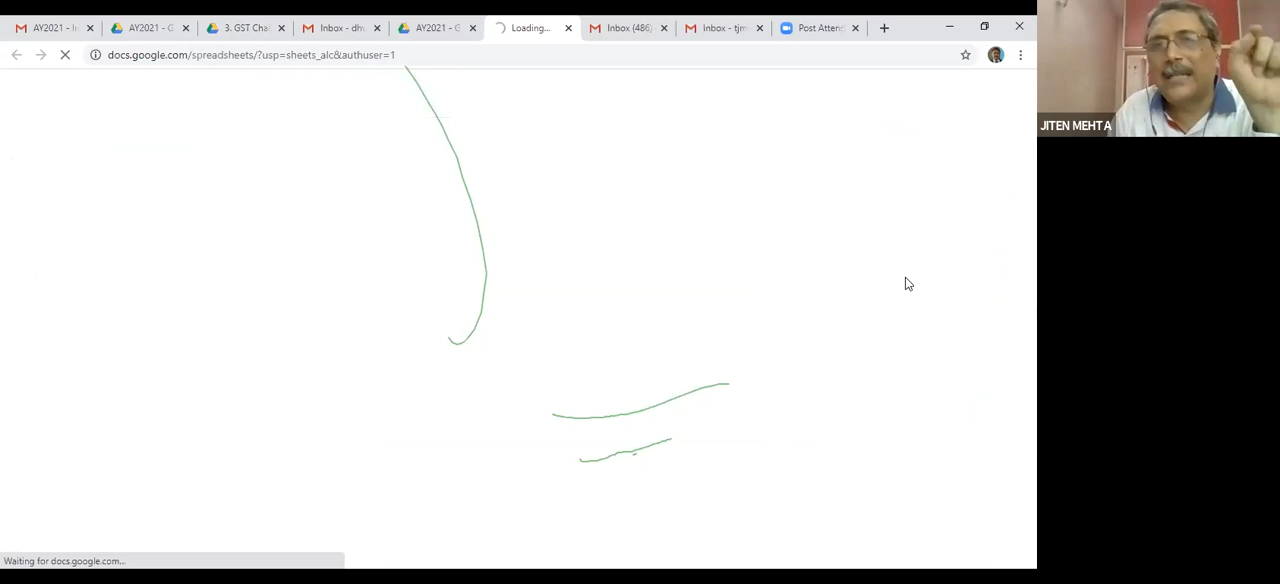 AY2021 - I
AY2021 - G
3. GST Cha
Inbox - dh
AY2021 - G
Loading...
Inbox (486)
Inbox - tjm
Post Attend
docs.google.com/spreadsheets/?usp=sheets_alc&authuser=1
JITEN MEHTA
Waiting for docs.google.com...